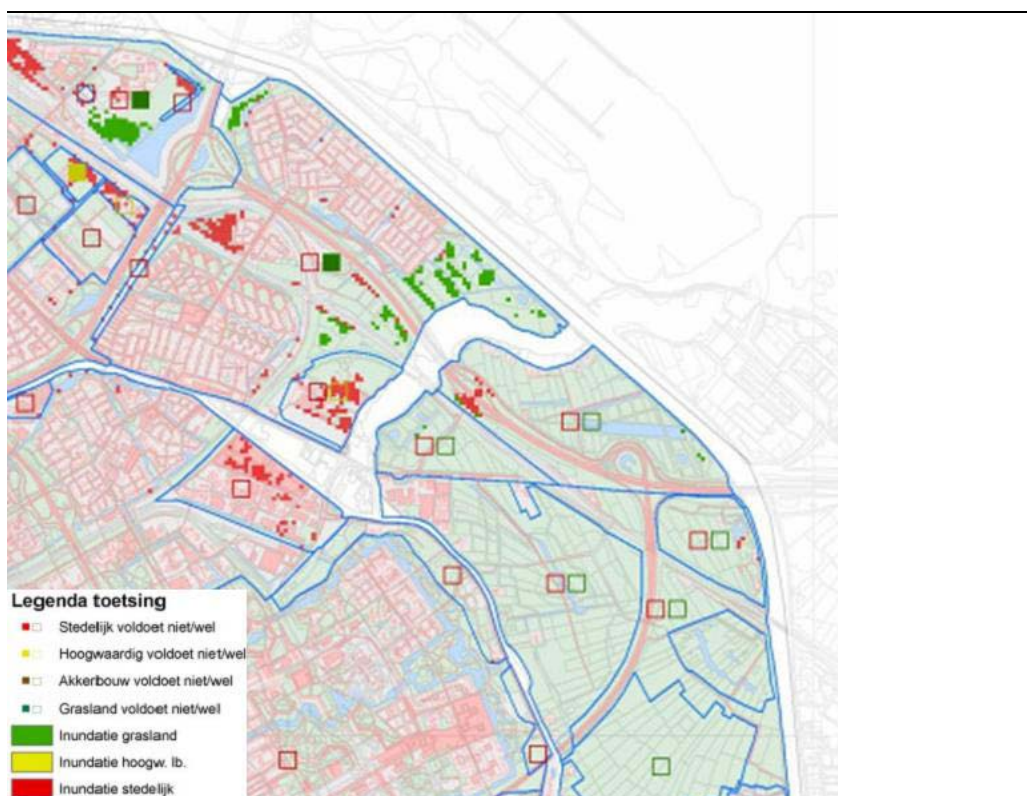 Legenda toetsing
Stedelijk voldoet niet/wel
Hoogwaardig voldoet niet/wel
Akkerbouw voldoet niet/wel
Grasland voldoet niet/wel
Inundatie grasland
Inundatie hoogw. lb.
Inundatie stedelijk